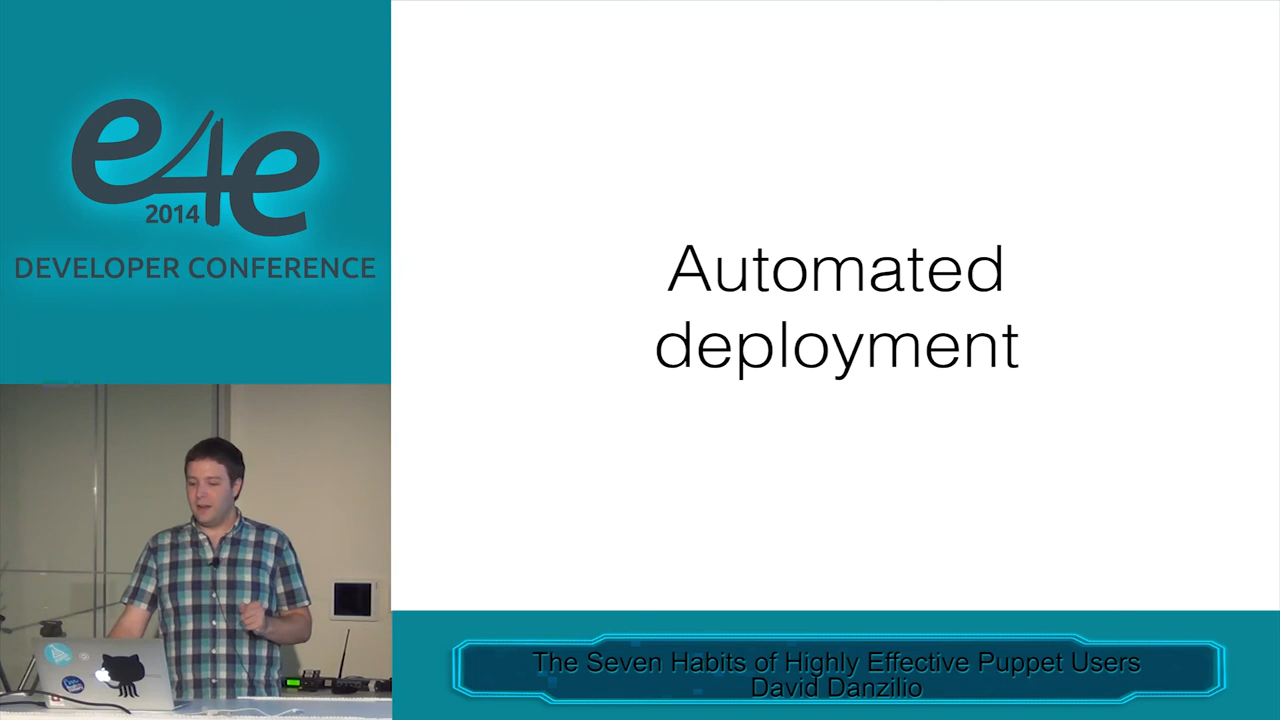 e4e
2014
DEVELOPER CONFERENCE
Automated
deployment
The Seven Habits of Highly Effective Puppet Users
David Danzilio